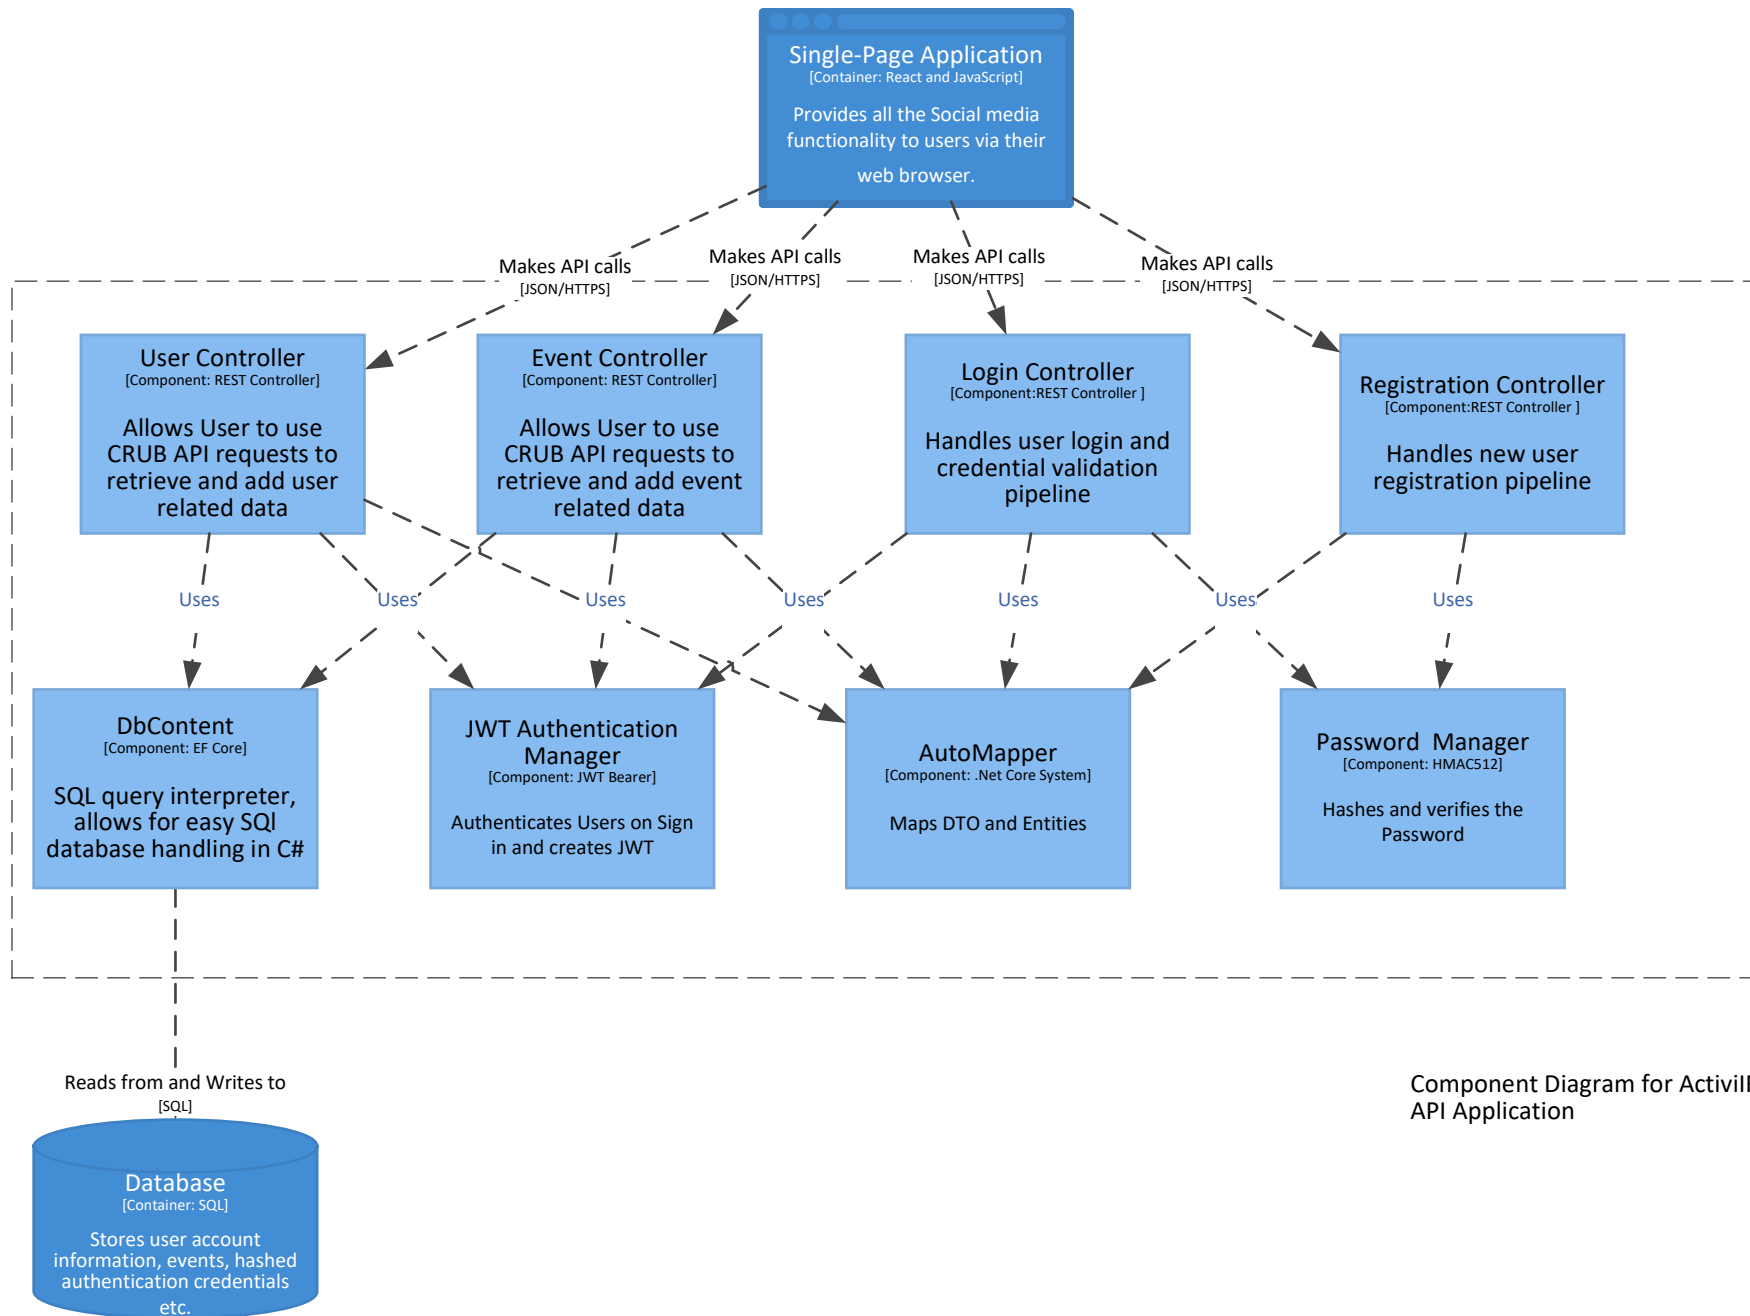 Single-Page Application
[Container: React and JavaScript]
Provides all the Social media
functionality to users via their
web browser.
Makes API calls
[JSON/HTTPS]
Makes API calls
[JSON/HTTPS]
Makes API calls
[JSON/HTTPS]
Makes API calls
[JSON/HTTPS]
User Controller
[Component: REST Controller]
Allows User to use
CRUB API requests to
retrieve and add user
related data
Event Controller
[Component: REST Controller]
Allows User to use
CRUB API requests to
retrieve and add event
related data
Login Controller
[Component:REST Controller ]
Handles user login and
credential validation
pipeline
Registration Controller
[Component:REST Controller ]
Handles new user
registration pipeline
Uses
Uses
Uses
Uses
Uses
Uses
Uses
DbContent
[Component: EF Core]
SQL query interpreter,
allows for easy SQl
database handling in C#
JWT Authentication
Manager
[Component: JWT Bearer]
Authenticates Users on Sign
in and creates JWT
AutoMapper
[Component: .Net Core System]
Maps DTO and Entities
Password  Manager
[Component: HMAC512]
Hashes and verifies the
Password
Reads from and Writes to
[SQL]
Database
[Container: SQL]
Stores user account
information, events, hashed
authentication credentials
etc.
Component Diagram for
API Application